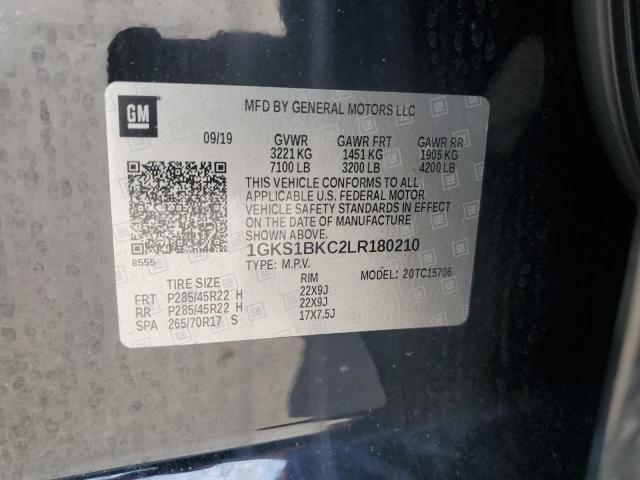 GM
MFD BY GENERAL MOTORS LLC
09/19 GVWR GAWR FRT GAWR RR
3221 KG 1451 KG 1905 KG
7100 LB 3200 LB 4200 LB
THIS VEHICLE CONFORMS TO ALL
APPLICABLE U.S. FEDERAL MOTOR
VEHICLE SAFETY STANDARDS IN EFFECT
ON THE DATE OF MANUFACTURE
SHOWN ABOVE.
8555 1GKS1BKC2LR180210
TYPE: M.P.V. MODEL: 20TC15706
TIRE SIZE RIM
FRT P285/45R22 H 22X9J
RR P285/45R22 H 22X9J
SPA 265/70R17 S 17X7.5J